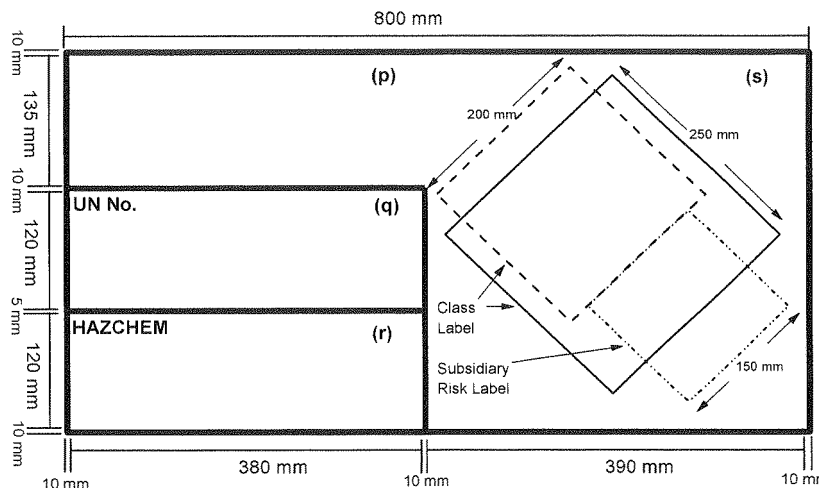 800 mm
10 mm
(p)
(s)
135 mm
200 mm
250 mm
10 mm
UN No.
(q)
120 mm
5 mm
HAZCHEM
(r)
Class
Label
120 mm
Subsidiary
Risk Label
150 mm
10 mm
380 mm
390 mm
10 mm
10 mm
10 mm